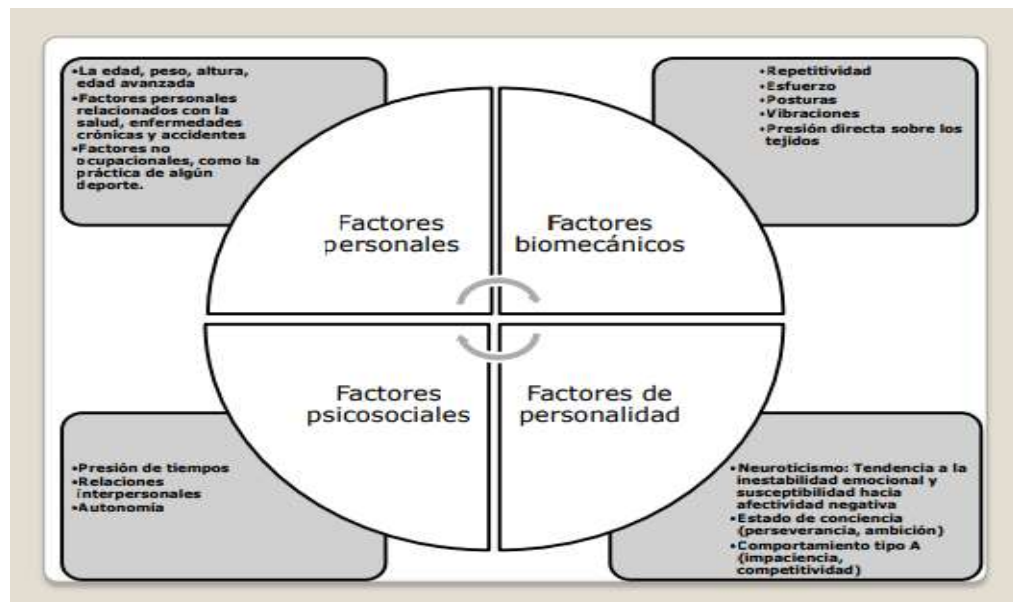 •La edad, peso, altura,
edad avanzada
•Factores personales
relacionados con la
salud, enfermedades
crónicas y accidentes
•Factores no
ocupacionales, como la
práctica de algún
deporte.
•Repetitividad
•Esfuerzo
•Posturas
•Vibraciones
•Presión directa sobre los
tejidos
Factores
personales
Factores
biomecánicos
Factores
psicosociales
Factores de
personalidad
•Presión de tiempos
•Relaciones
interpersonales
•Autonomía
•Neuroticismo: Tendencia a la
inestabilidad emocional y
susceptibilidad hacia
afectividad negativa
•Estado de conciencia
(perseverancia, ambición)
•Comportamiento tipo A
(impaciencia,
competitividad)